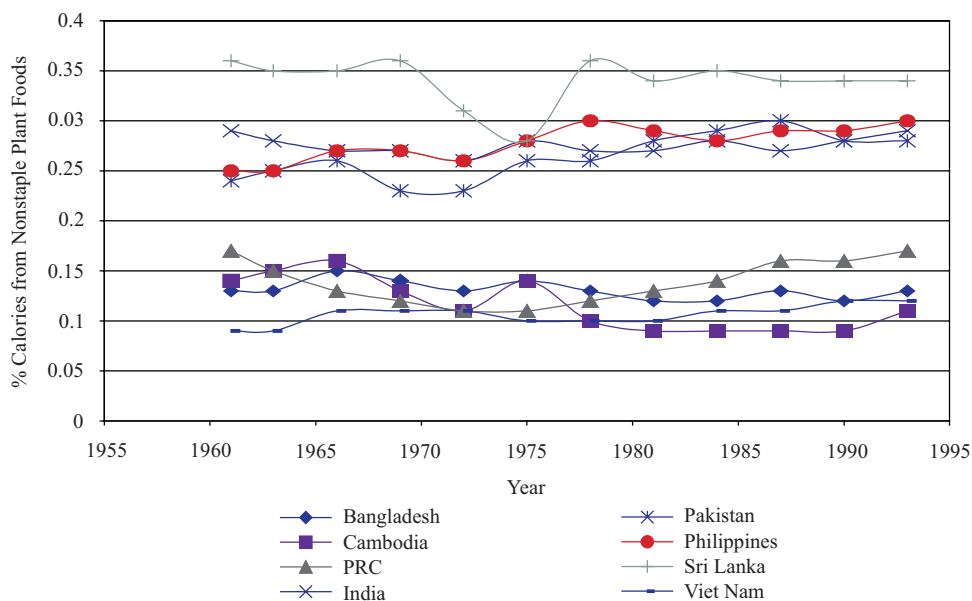 % Calories from Nonstaple Plant Foods
0.4
0.35
0.03
0.25
0.2
0.15
0.1
0.05
0
1955 1960 1965 1970 1975 1980 1985 1990 1995
Year
Bangladesh
Cambodia
PRC
India
Pakistan
Philippines
Sri Lanka
Viet Nam